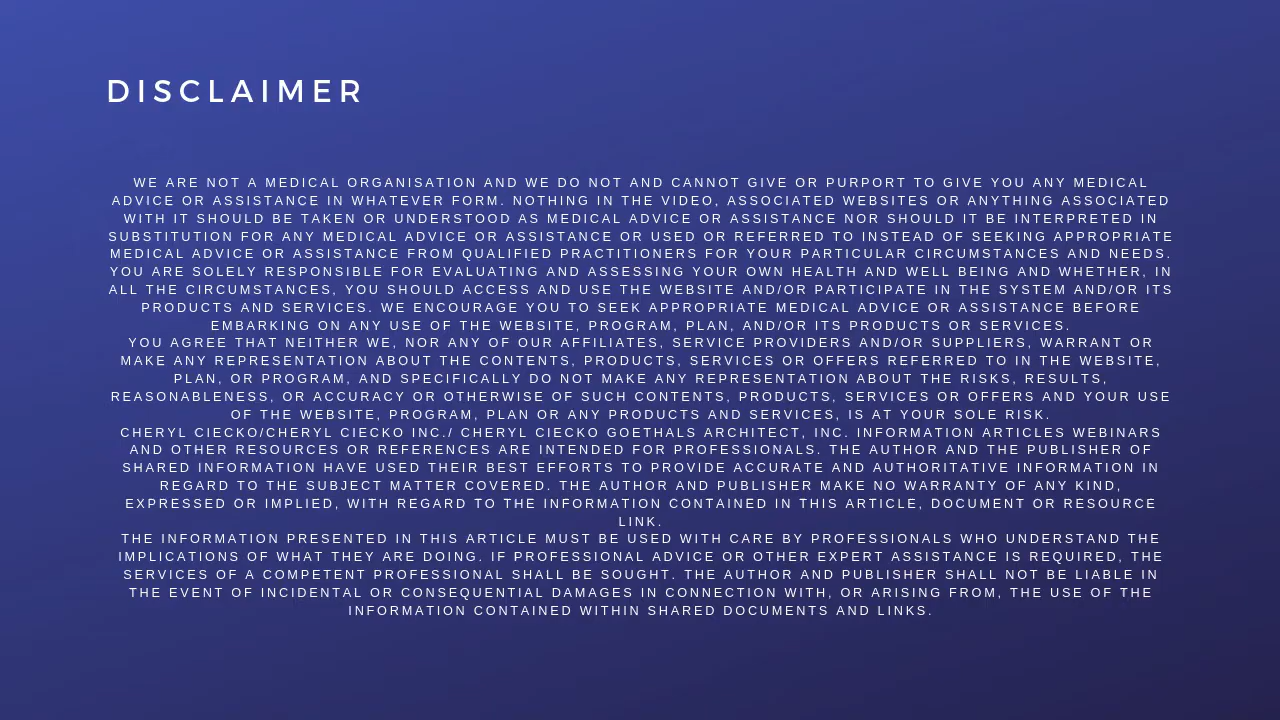 DISCLAIMER
WE ARE NOT A MEDICAL ORGANISATION AND WE DO NOT AND CANNOT GIVE OR PURPORT TO GIVE YOU ANY MEDICAL
ADVICE OR ASSISTANCE IN WHATEVER FORM. NOTHING IN THE VIDEO, ASSOCIATED WEBSITES OR ANYTHING ASSOCIATED
WITH IT SHOULD BE TAKEN OR UNDERSTOOD AS MEDICAL ADVICE OR ASSISTANCE NOR SHOULD IT BE INTERPRETED IN
SUBSTITUTION FOR ANY MEDICAL ADVICE OR ASSISTANCE OR USED OR REFERRED TO INSTEAD OF SEEKING APPROPRIATE
MEDICAL ADVICE OR ASSISTANCE FROM QUALIFIED PRACTITIONERS FOR YOUR PARTICULAR CIRCUMSTANCES AND NEEDS.
YOU ARE SOLELY RESPONSIBLE FOR EVALUATING AND ASSESSING YOUR OWN HEALTH AND WELL BEING AND WHETHER, IN
ALL THE CIRCUMSTANCES, YOU SHOULD ACCESS AND USE THE WEBSITE AND/OR PARTICIPATE IN THE SYSTEM AND/OR ITS
PRODUCTS AND SERVICES. WE ENCOURAGE YOU TO SEEK APPROPRIATE MEDICAL ADVICE OR ASSISTANCE BEFORE
EMBARKING ON ANY USE OF THE WEBSITE, PROGRAM, PLAN, AND/OR ITS PRODUCTS OR SERVICES.
YOU AGREE THAT NEITHER WE, NOR ANY OF OUR AFFILIATES, SERVICE PROVIDERS AND/OR SUPPLIERS, WARRANT OR
MAKE ANY REPRESENTATION ABOUT THE CONTENTS, PRODUCTS, SERVICES OR OFFERS REFERRED TO IN THE WEBSITE,
PLAN, OR PROGRAM, AND SPECIFICALLY DO NOT MAKE ANY REPRESENTATION ABOUT THE RISKS, RESULTS,
REASONABLENESS, OR ACCURACY OR OTHERWISE OF SUCH CONTENTS, PRODUCTS, SERVICES OR OFFERS AND YOUR USE
OF THE WEBSITE, PROGRAM, PLAN OR ANY PRODUCTS AND SERVICES, IS AT YOUR SOLE RISK.
CHERYL CIECKO/CHERYL CIECKO INC./ CHERYL CIECKO GOETHALS ARCHITECT, INC. INFORMATION ARTICLES WEBINARS
AND OTHER RESOURCES OR REFERENCES ARE INTENDED FOR PROFESSIONALS. THE AUTHOR AND THE PUBLISHER OF
SHARED INFORMATION HAVE USED THEIR BEST EFFORTS TO PROVIDE ACCURATE AND AUTHORITATIVE INFORMATION IN
REGARD TO THE SUBJECT MATTER COVERED. THE AUTHOR AND PUBLISHER MAKE NO WARRANTY OF ANY KIND,
EXPRESSED OR IMPLIED, WITH REGARD TO THE INFORMATION CONTAINED IN THIS ARTICLE, DOCUMENT OR RESOURCE
LINK.
THE INFORMATION PRESENTED IN THIS ARTICLE MUST BE USED WITH CARE BY PROFESSIONALS WHO UNDERSTAND THE
IMPLICATIONS OF WHAT THEY ARE DOING. IF PROFESSIONAL ADVICE OR OTHER EXPERT ASSISTANCE IS REQUIRED, THE
SERVICES OF A COMPETENT PROFESSIONAL SHALL BE SOUGHT. THE AUTHOR AND PUBLISHER SHALL NOT BE LIABLE IN
THE EVENT OF INCIDENTAL OR CONSEQUENTIAL DAMAGES IN CONNECTION WITH, OR ARISING FROM, THE USE OF THE
INFORMATION CONTAINED WITHIN SHARED DOCUMENTS AND LINKS.